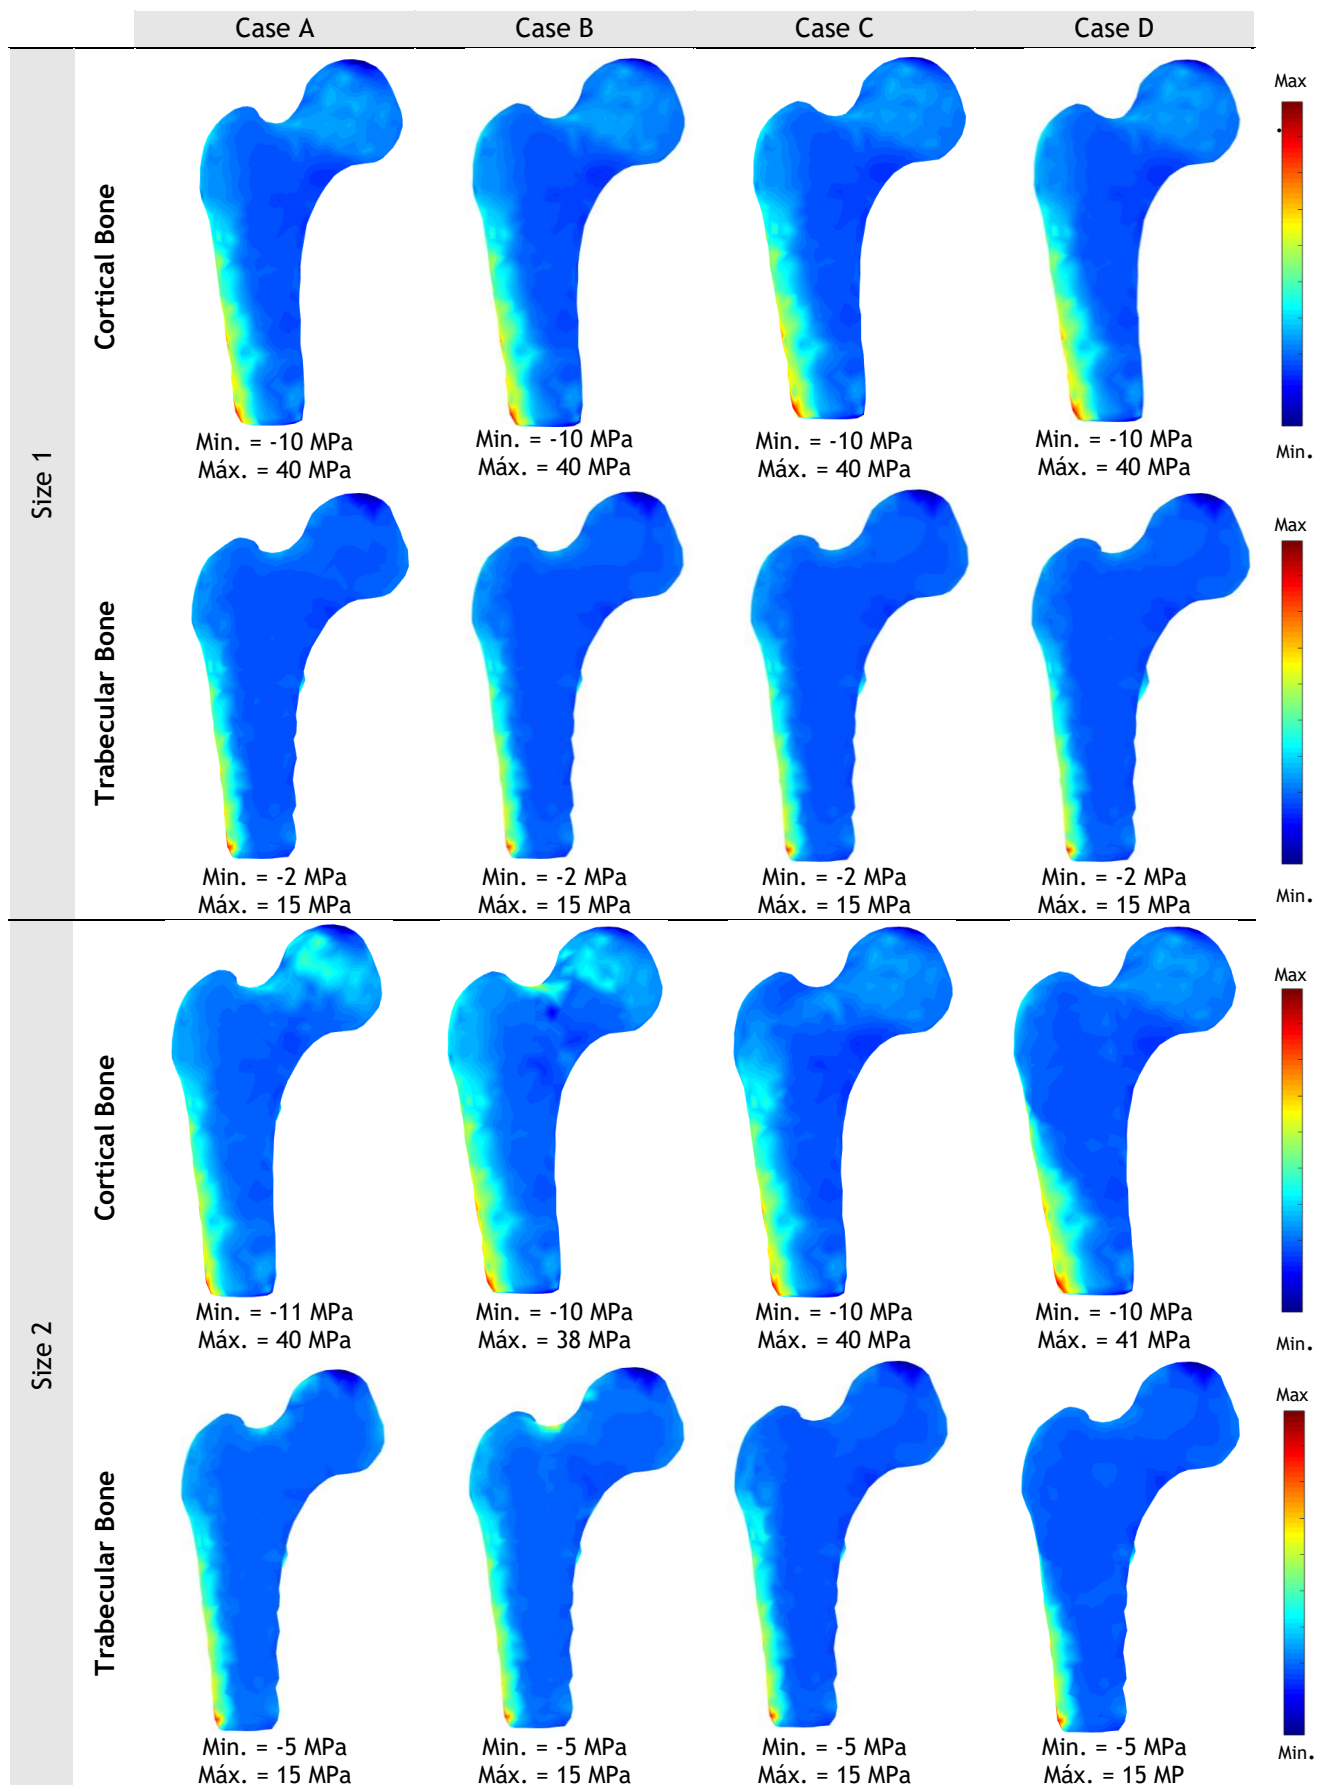 Case A Case B Case C Case D
Size 1
Cortical Bone
Max
Min.
Min. = -10 MPa Min. = -10 MPa Min. = -10 MPa Min. = -10 MPa
Máx. = 40 MPa Máx. = 40 MPa Máx. = 40 MPa Máx. = 40 MPa
Trabecular Bone
Max
Min.
Min. = -2 MPa Min. = -2 MPa Min. = -2 MPa Min. = -2 MPa
Máx. = 15 MPa Máx. = 15 MPa Máx. = 15 MPa Máx. = 15 MPa
Size 2
Cortical Bone
Max
Min.
Min. = -11 MPa Min. = -10 MPa Min. = -10 MPa Min. = -10 MPa
Máx. = 40 MPa Máx. = 38 MPa Máx. = 40 MPa Máx. = 41 MPa
Trabecular Bone
Max
Min.
Min. = -5 MPa Min. = -5 MPa Min. = -5 MPa Min. = -5 MPa
Máx. = 15 MPa Máx. = 15 MPa Máx. = 15 MPa Máx. = 15 MP